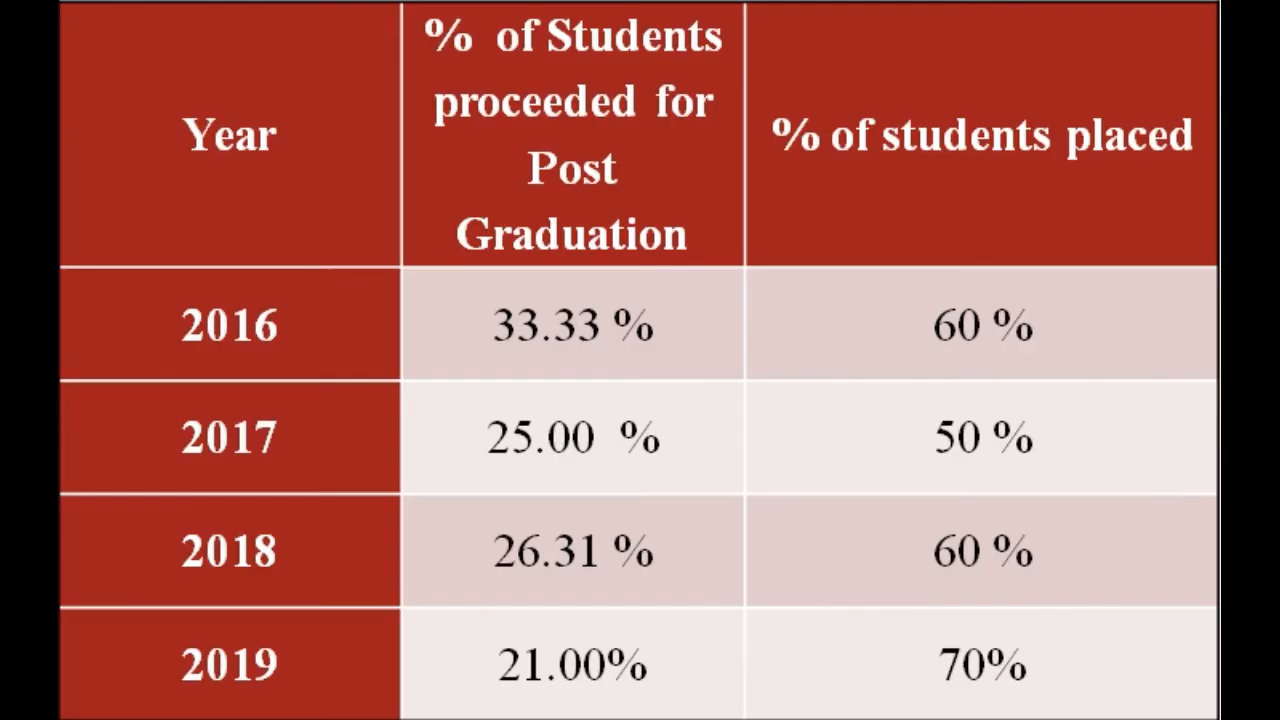 Year
% of Students
proceeded for
Post
Graduation
% of students placed
2016
33.33 %
60 %
2017
25.00 %
50 %
2018
26.31 %
60 %
2019
21.00%
70%